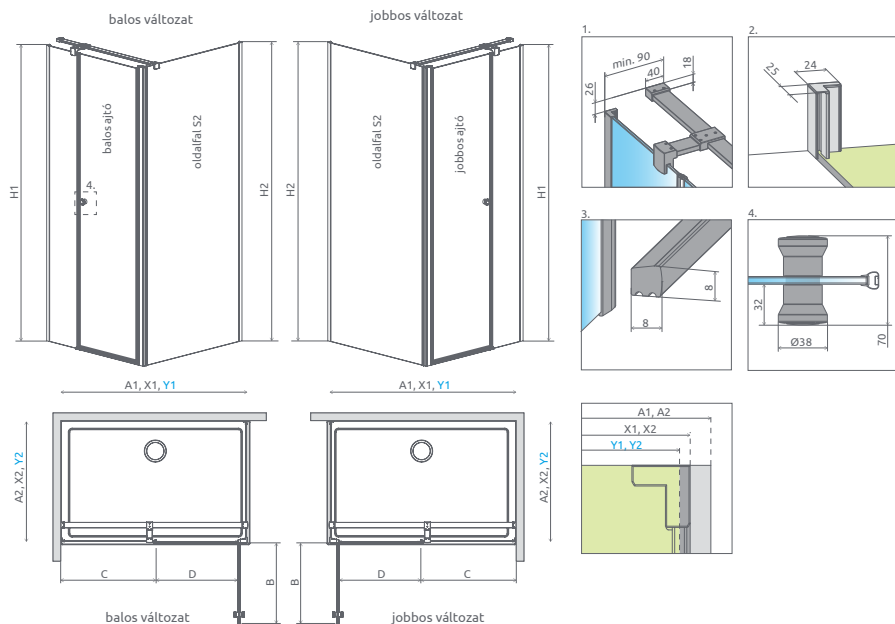 balos változat
jobbos változat
H1
balos ajtó
4.
oldalfal S2
H2
H2
oldalfal S2
jobbos ajtó
H1
1.
min. 90
40
18
26
2.
24
25
3.
8
8
4.
32
Ø38
70
A1, X1, Y1
A1, X1, Y1
A2, X2, Y2
A2, X2, Y2
C
D
B
B
D
C
balos változat
jobbos változat
A1, A2
X1, X2
Y1, Y2